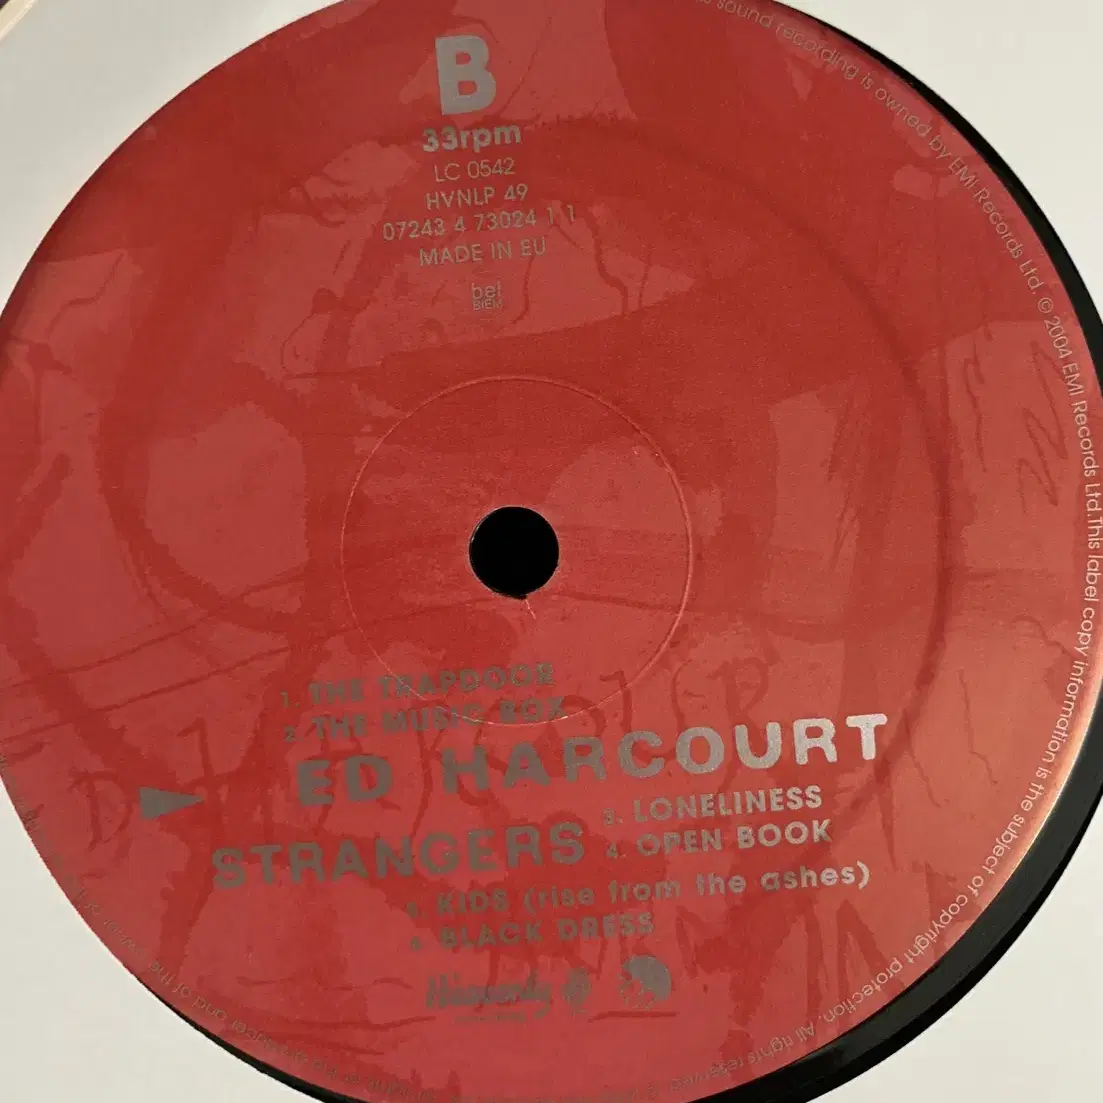 B
33rpm
LC 0542
HVNLP 49
07243 4 73024 1 1
MADE IN EU
bel
BIEM
1. THE TRAPDOOR
2. THE MUSIC BOX
ED HARCOURT
3. LONELINESS
STRANGERS
4. OPEN BOOK
5. KIDS (rise from the ashes)
6. BLACK DRESS
Heavenly
sound recording is owned by EMI Records Ltd. © 2004 EMI Records Ltd.This label copy information is the subject of copyright protection. All rights reserved.